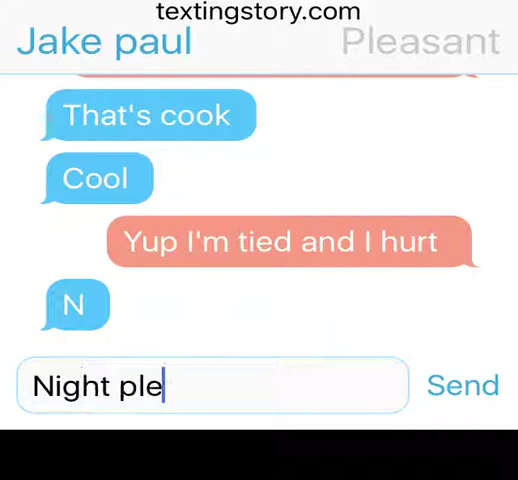 textingstory.com
Jake paul Pleasant
That's cook
Cool
Yup I'm tied and I hurt
N
Night ple Send